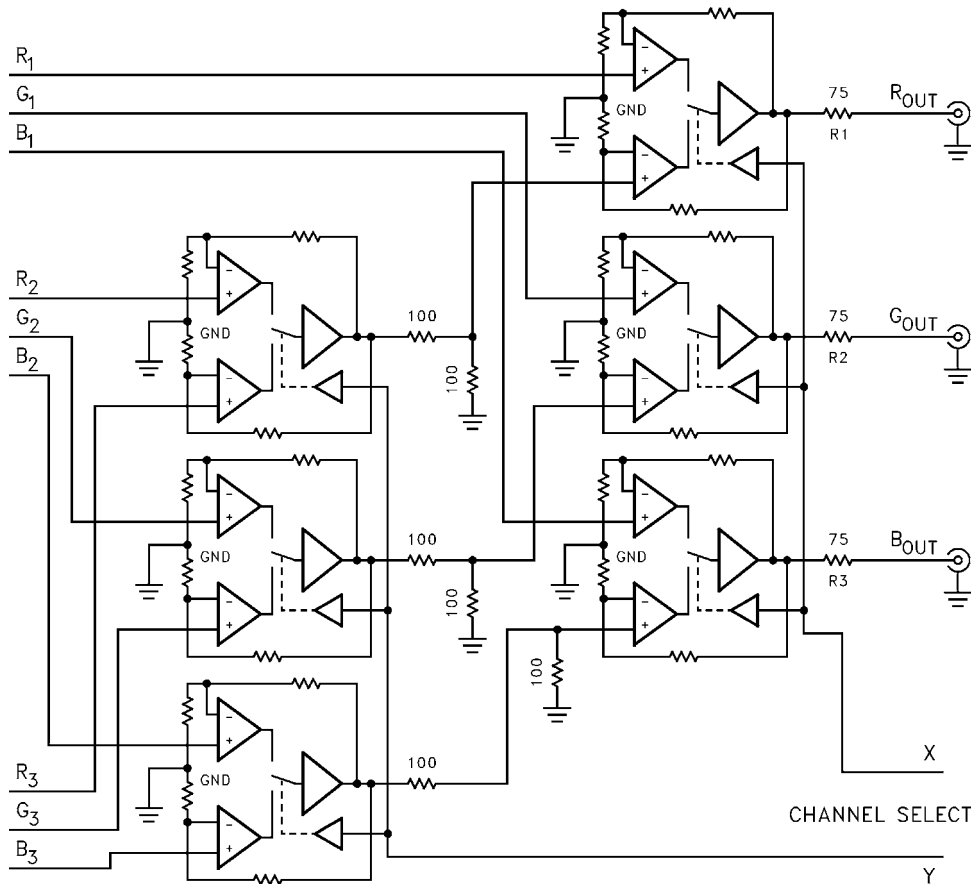 R1
G1
B1
GND
75
R1
ROUT
R2
G2
B2
GND
100
100
GND
75
R2
GOUT
GND
100
100
GND
75
R3
BOUT
100
R3
G3
B3
GND
100
X
CHANNEL SELECT
Y